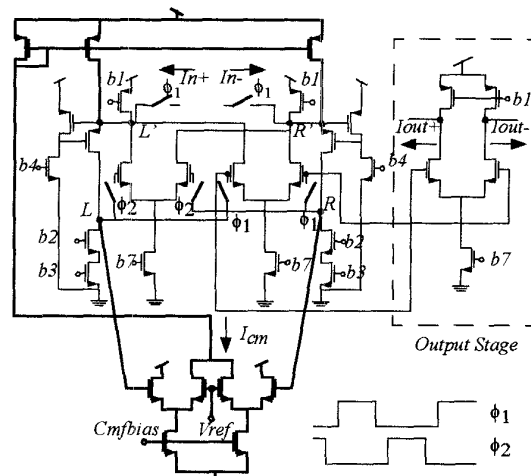 In+ In-
b1 ϕ1 ϕ1 b1
b1
L' R'
Iout+ Iout-
b4 b4
L ϕ2 ϕ2 ϕ1 ϕ1 R
b2 b2
b3 b7 b7 b3 b7
Icm
Output Stage
Cmfbias Vref
ϕ1
ϕ2